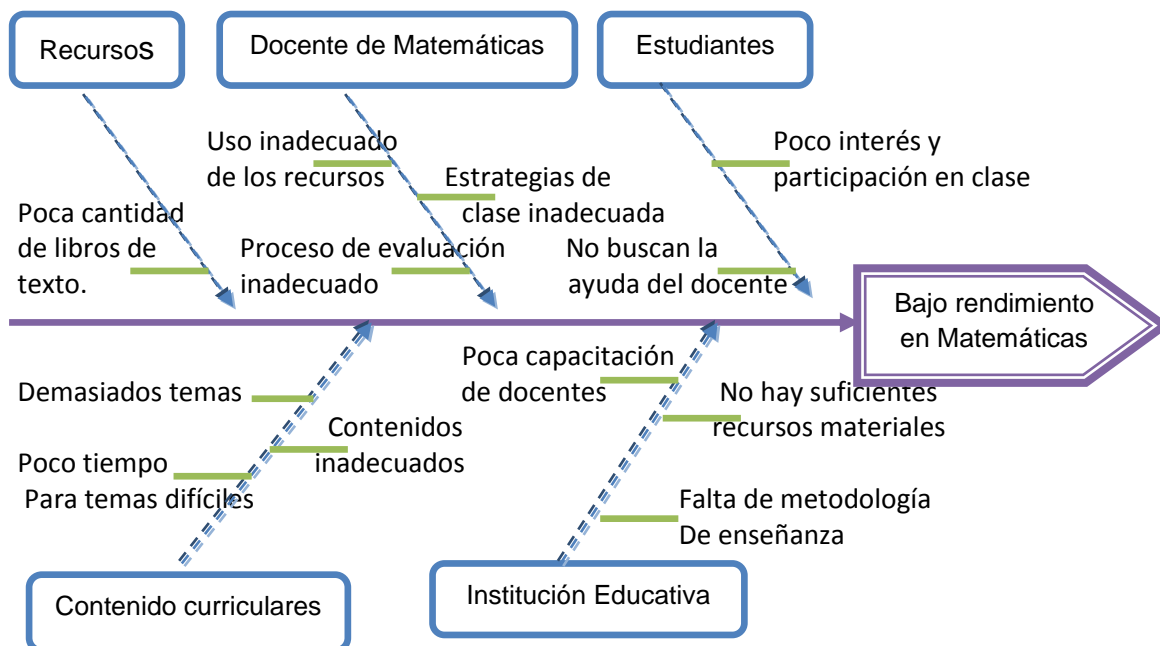 Recursos
Docente de Matemáticas
Estudiantes
Uso inadecuado
de los recursos
Estrategias de
clase inadecuada
Poco interés y
participación en clase
Poca cantidad
de libros de
texto.
Proceso de evaluación
inadecuado
No buscan la
ayuda del docente
Bajo rendimiento
en Matemáticas
Demasiados temas
Contenidos
inadecuados
Poco tiempo
Para temas difíciles
Poca capacitación
de docentes
No hay suficientes
recursos materiales
Falta de metodología
De enseñanza
Contenido curriculares
Institución Educativa